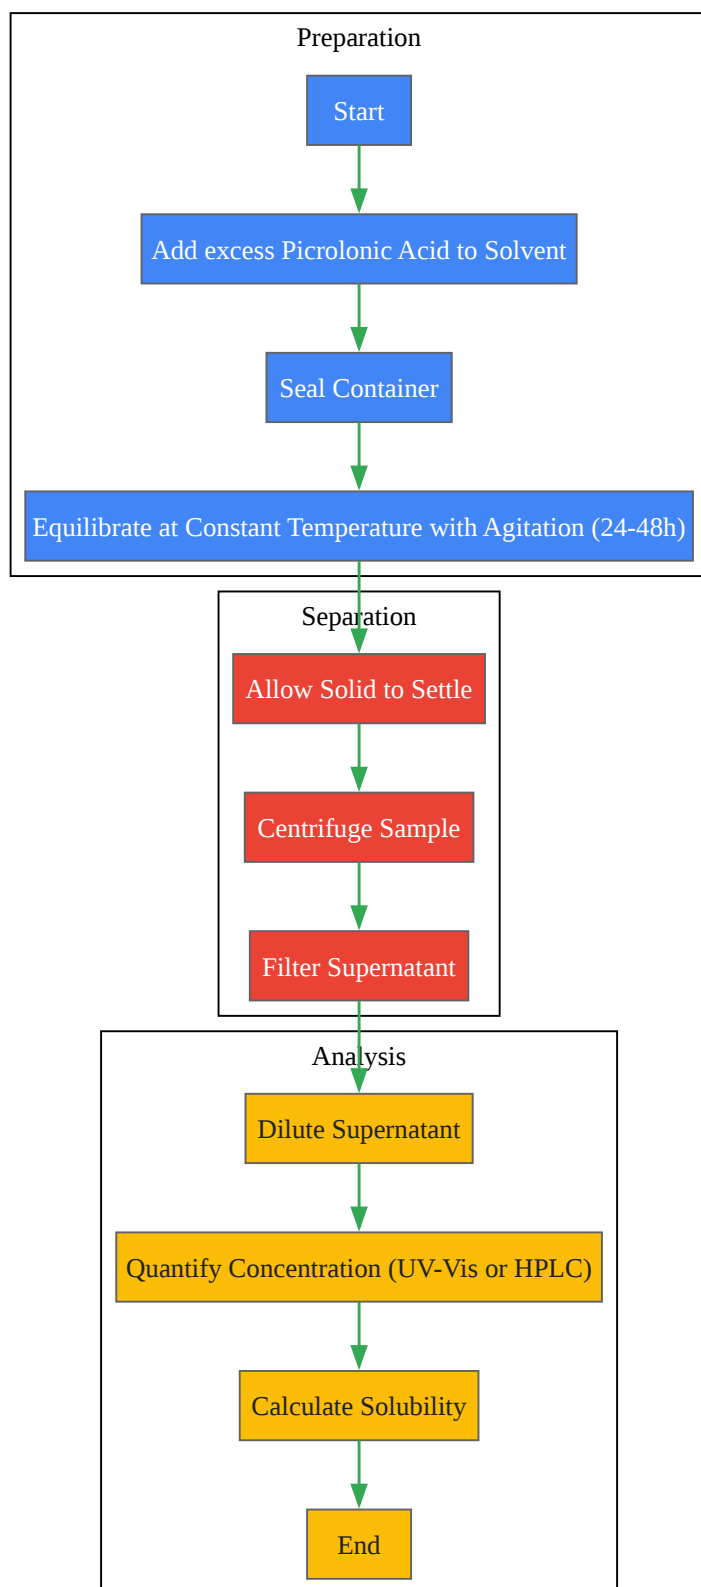 Preparation
Start
Add excess Picrolonic Acid to Solvent
Seal Container
Equilibrate at Constant Temperature with Agitation (24-48h)
Separation
Allow Solid to Settle
Centrifuge Sample
Filter Supernatant
Analysis
Dilute Supernatant
Quantify Concentration (UV-Vis or HPLC)
Calculate Solubility
End